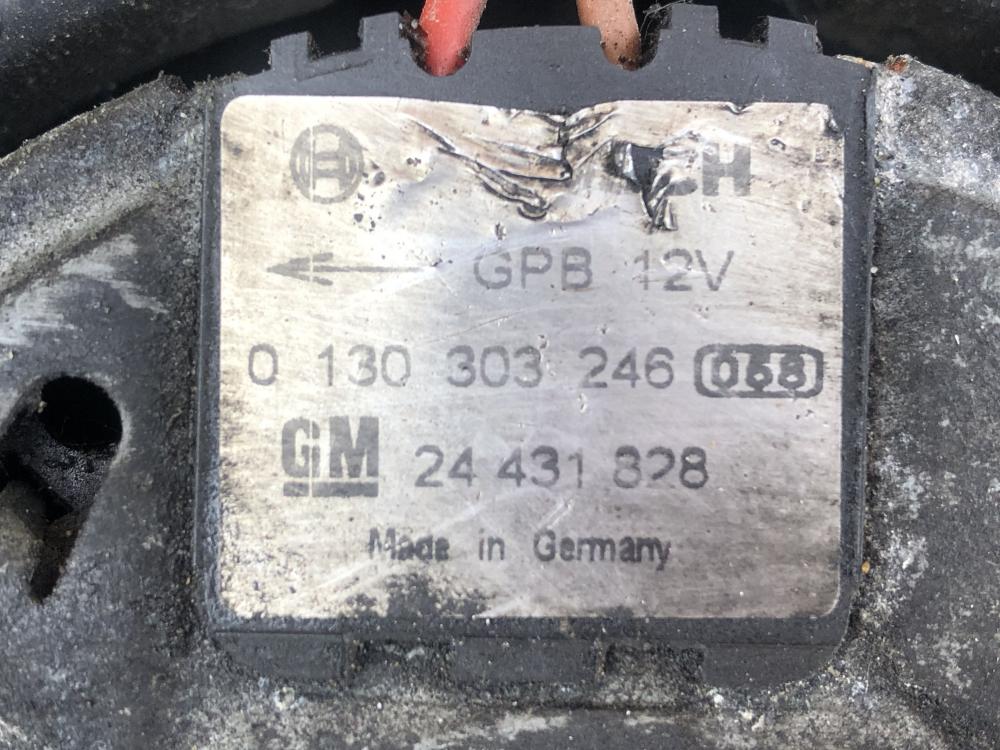 GPB 12V
0 130 303 246 068
GM 24 431 828
Made in Germany